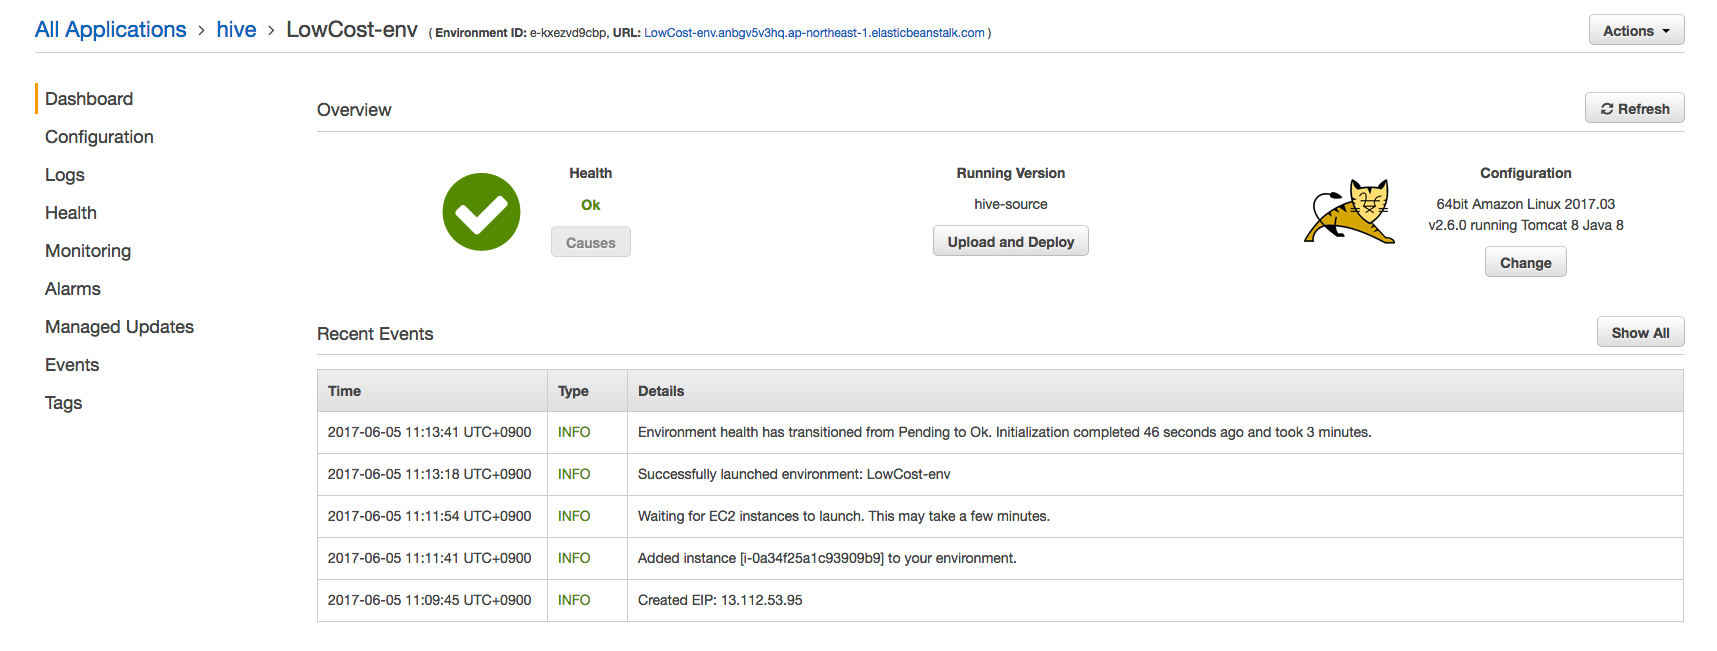 All Applications › hive › LowCost-env ( Environment ID: e-kxezvd9cbp, URL: LowCost-env.anbgv5v3hq.ap-northeast-1.elasticbeanstalk.com )
Actions
Dashboard
Configuration
Logs
Health
Monitoring
Alarms
Managed Updates
Events
Tags
Overview
Refresh
Health
Ok
Causes
Running Version
hive-source
Upload and Deploy
Configuration
64bit Amazon Linux 2017.03
v2.6.0 running Tomcat 8 Java 8
Change
Recent Events
Show All
Time Type Details
2017-06-05 11:13:41 UTC+0900 INFO Environment health has transitioned from Pending to Ok. Initialization completed 46 seconds ago and took 3 minutes.
2017-06-05 11:13:18 UTC+0900 INFO Successfully launched environment: LowCost-env
2017-06-05 11:11:54 UTC+0900 INFO Waiting for EC2 instances to launch. This may take a few minutes.
2017-06-05 11:11:41 UTC+0900 INFO Added instance [i-0a34f25a1c93909b9] to your environment.
2017-06-05 11:09:45 UTC+0900 INFO Created EIP: 13.112.53.95